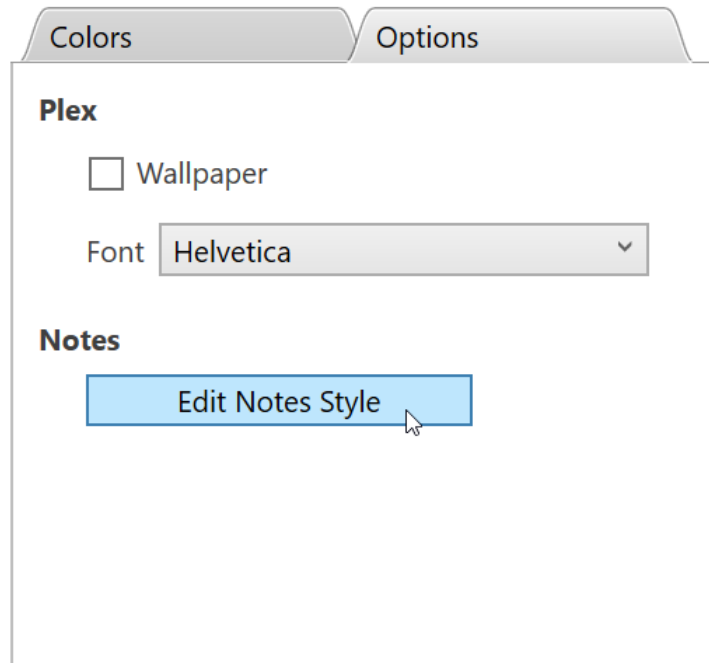 Colors Options
Plex
Wallpaper
Font Helvetica
Notes
Edit Notes Style